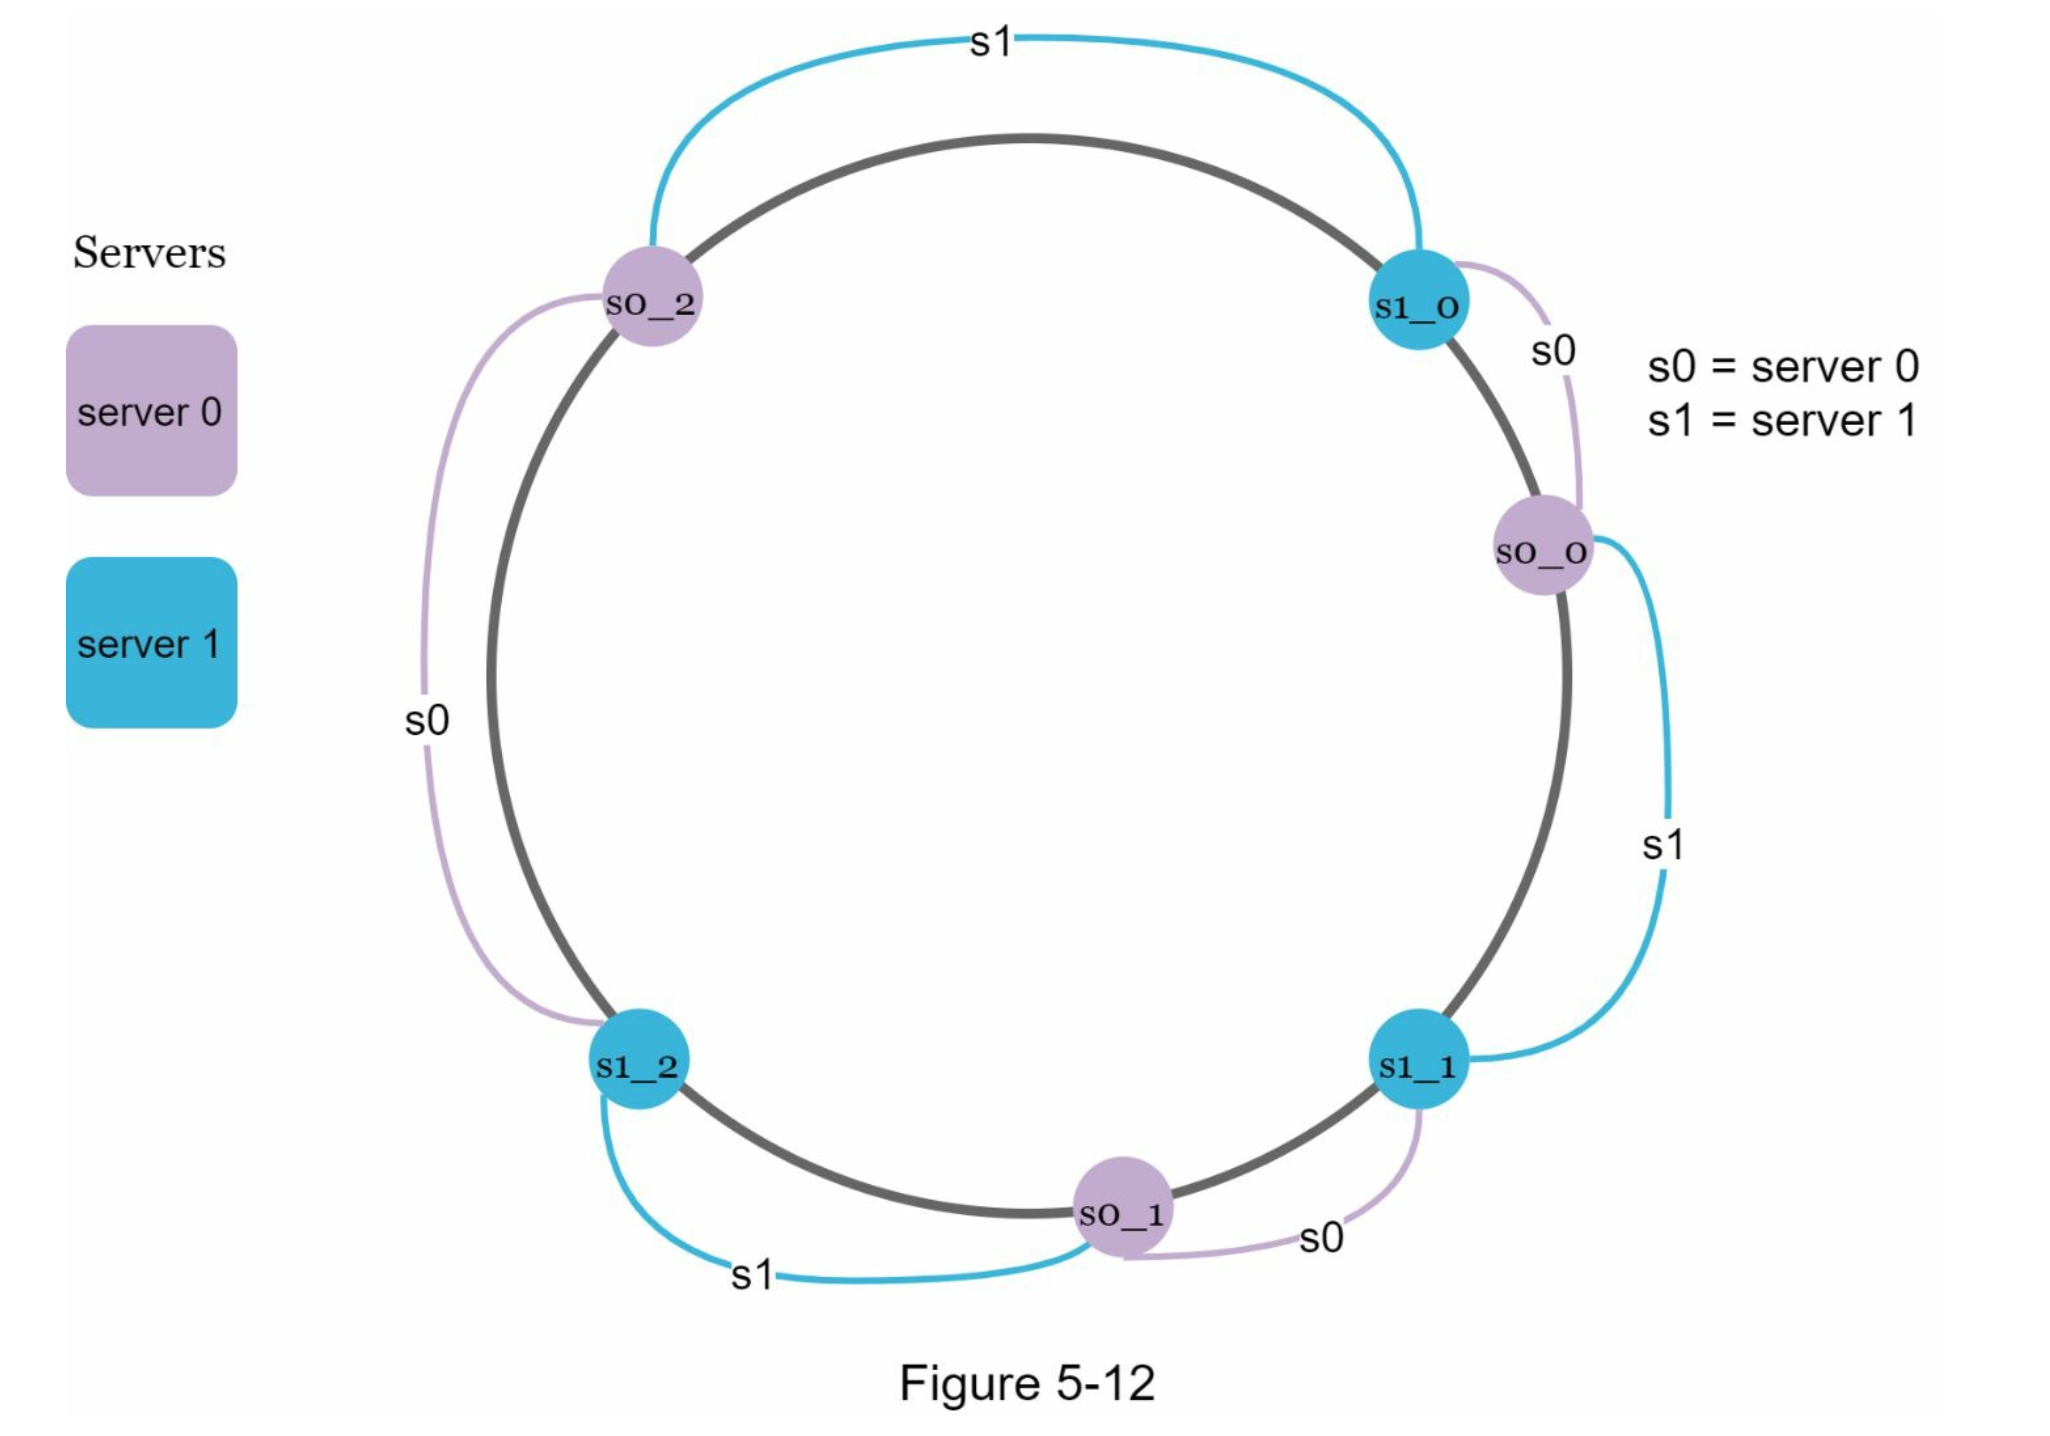 s1
Servers
s0_2
s1_0
server 0
s0
s0 = server 0
s1 = server 1
s0_0
server 1
s0
s1
s1_2
s1_1
s0_1
s0
s1
Figure 5-12